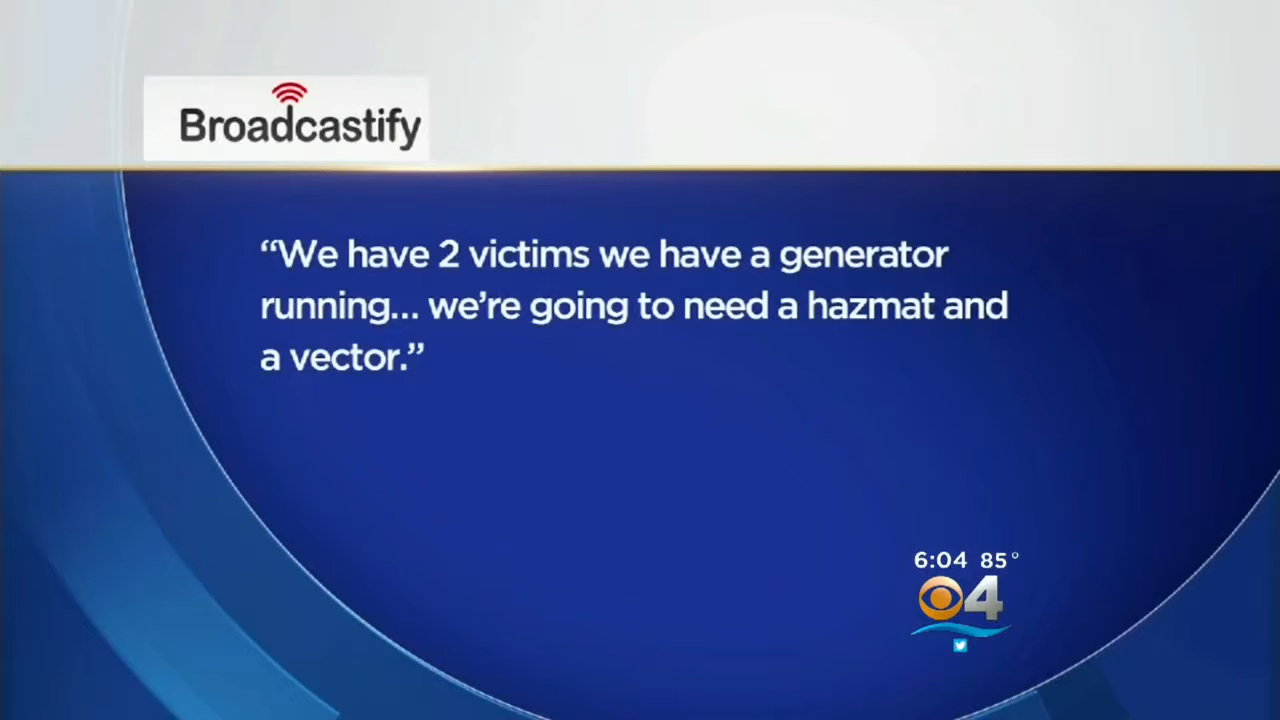 Broadcastify
“We have 2 victims we have a generator
running... we’re going to need a hazmat and
a vector.”
6:04 85°
4